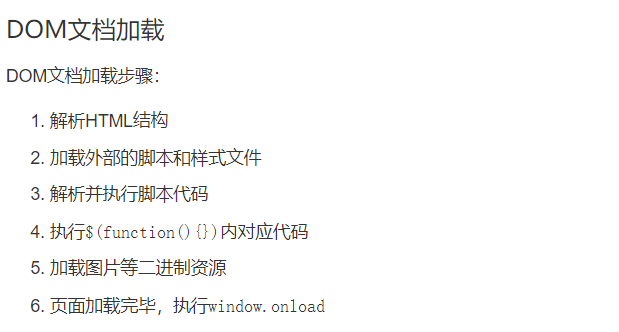 DOM文档加载
DOM文档加载步骤：
1. 解析HTML结构
2. 加载外部的脚本和样式文件
3. 解析并执行脚本代码
4. 执行$(function(){})内对应代码
5. 加载图片等二进制资源
6. 页面加载完毕，执行window.onload